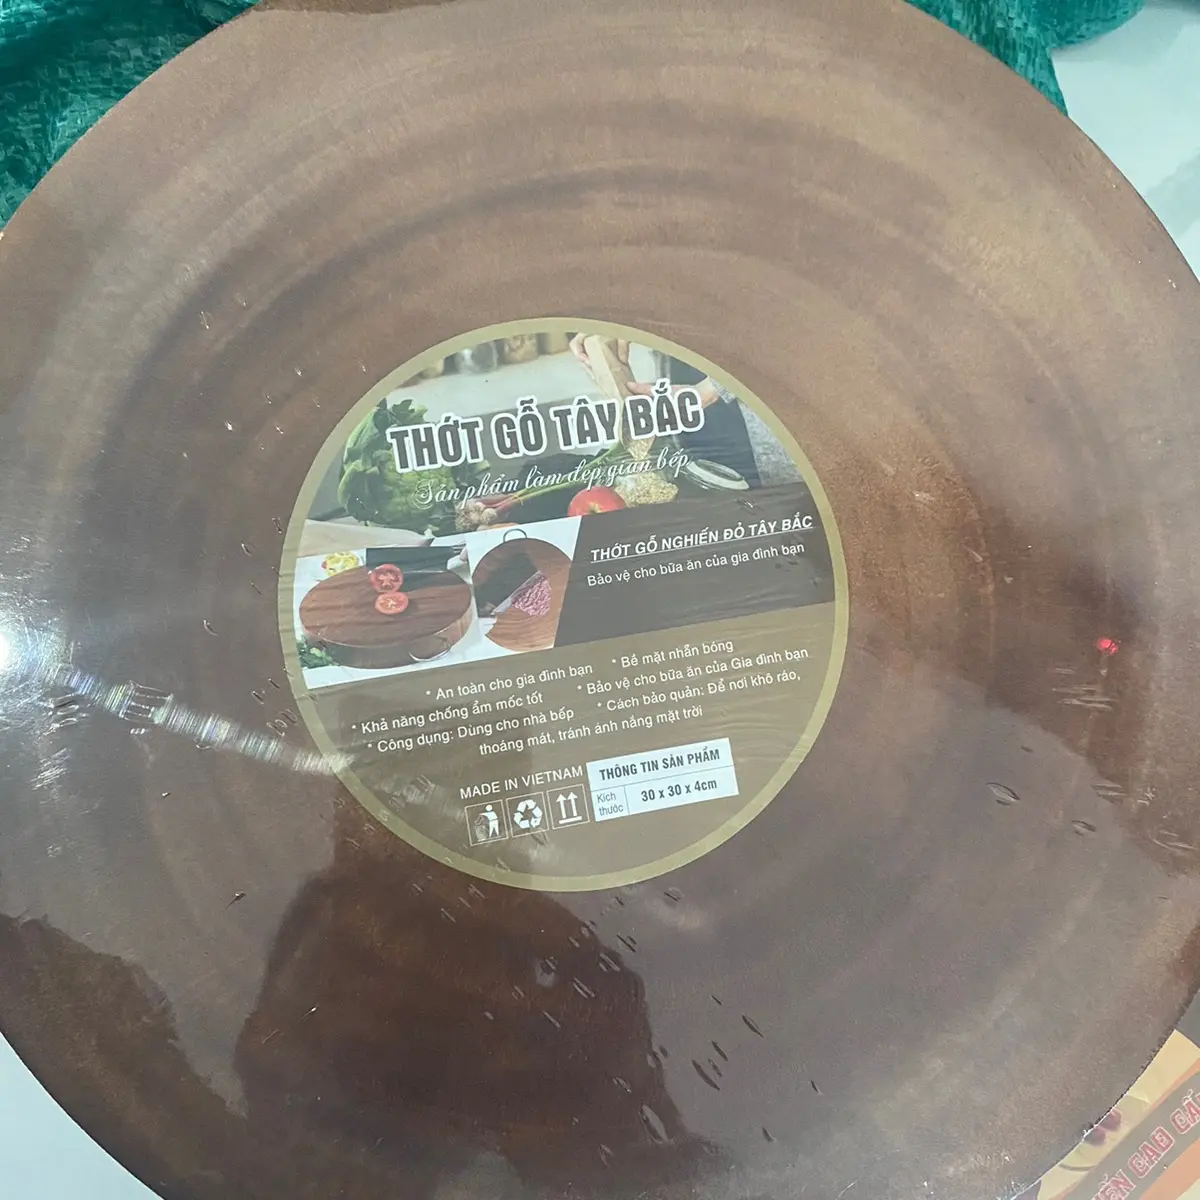 THỚT GỖ TÂY BẮC
Sản phẩm làm đẹp gian bếp
THỚT GỖ NGHIẾN ĐỎ TÂY BẮC
Bảo vệ cho bữa ăn của gia đình bạn
* An toàn cho gia đình bạn * Bề mặt nhẵn bóng
* Khả năng chống ẩm mốc tốt * Bảo vệ cho bữa ăn của Gia đình bạn
* Công dụng: Dùng cho nhà bếp * Cách bảo quản: Để nơi khô ráo,
thoáng mát, tránh ánh nắng mặt trời
MADE IN VIETNAM
THÔNG TIN SẢN PHẨM
Kích thước 30 x 30 x 4cm
CAO CẤP